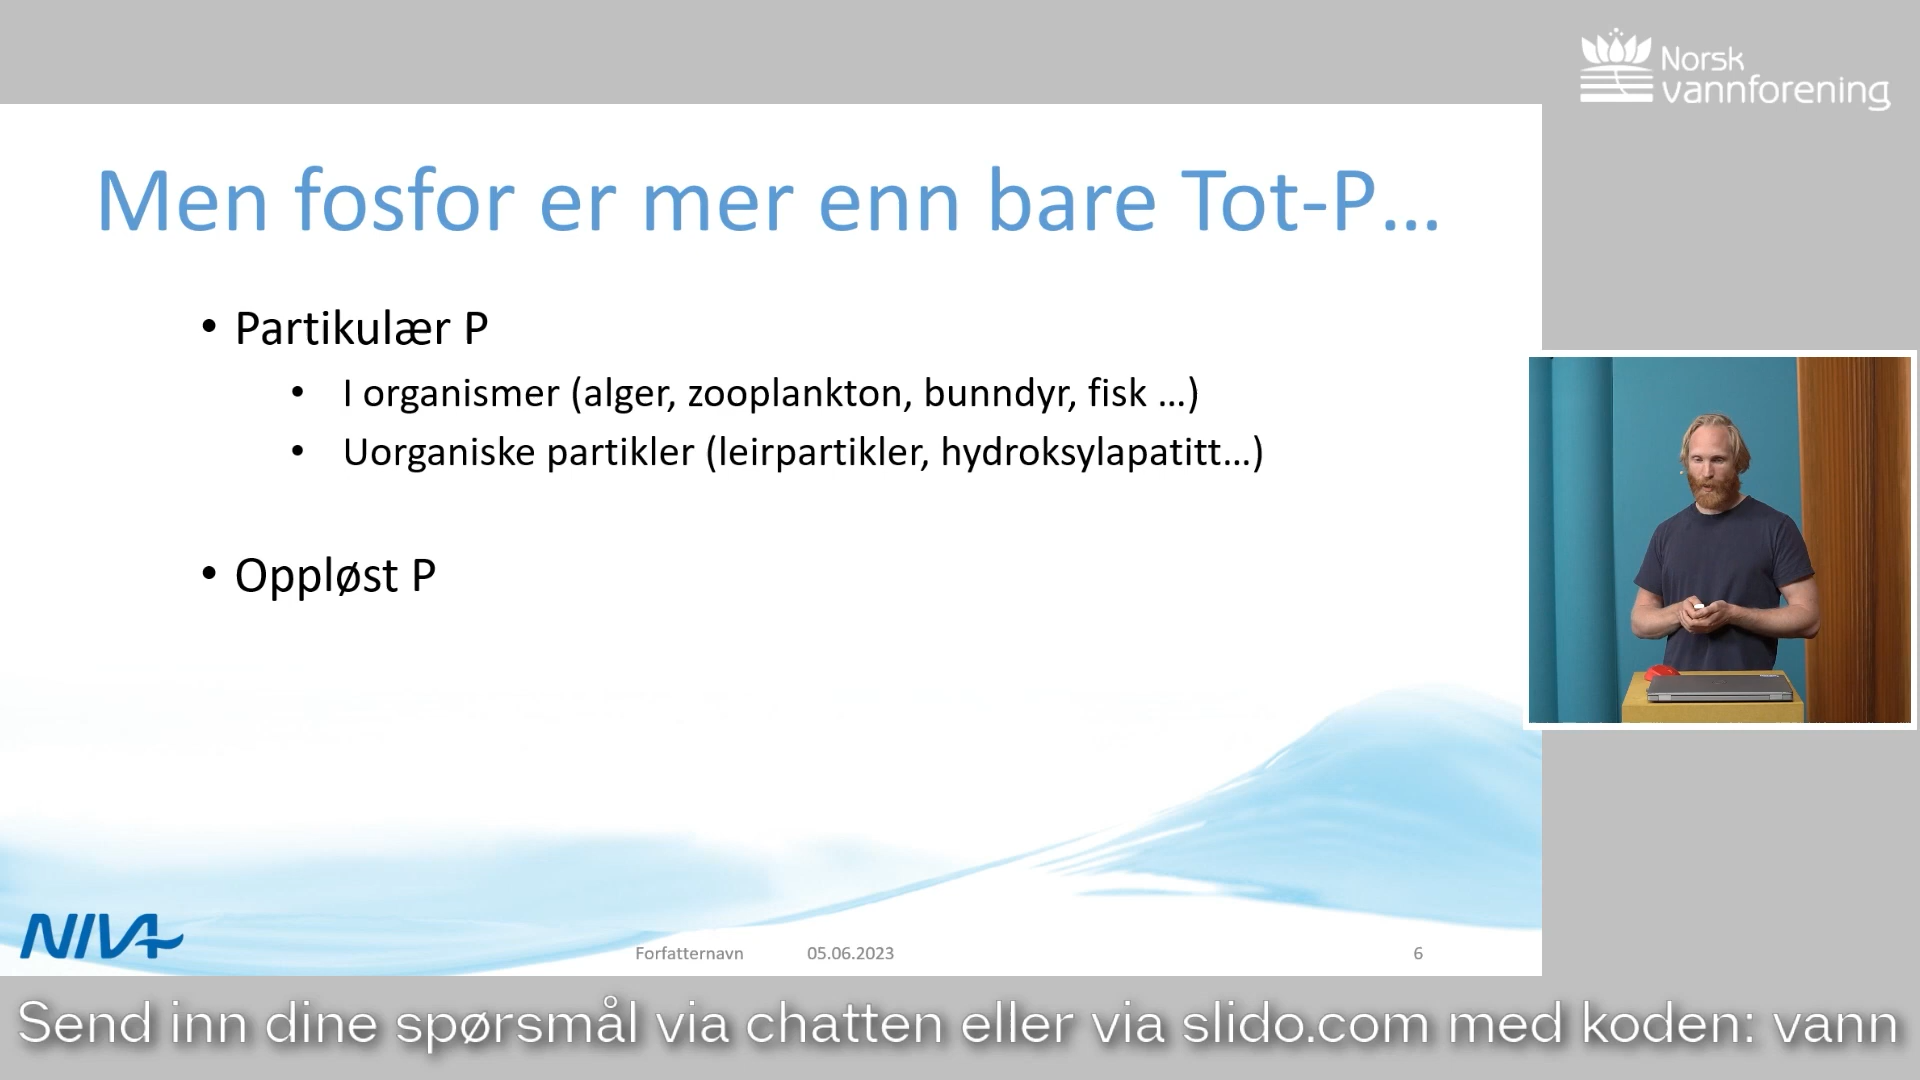 Norsk
vannforening
Men fosfor er mer enn bare Tot-P...
• Partikulær P
• I organismer (alger, zooplankton, bunndyr, fisk ...)
• Uorganiske partikler (leirpartikler, hydroksylapatitt...)
• Oppløst P
NIVA
Forfatternavn 05.06.2023 6
Send inn dine spørsmål via chatten eller via slido.com med koden: vann